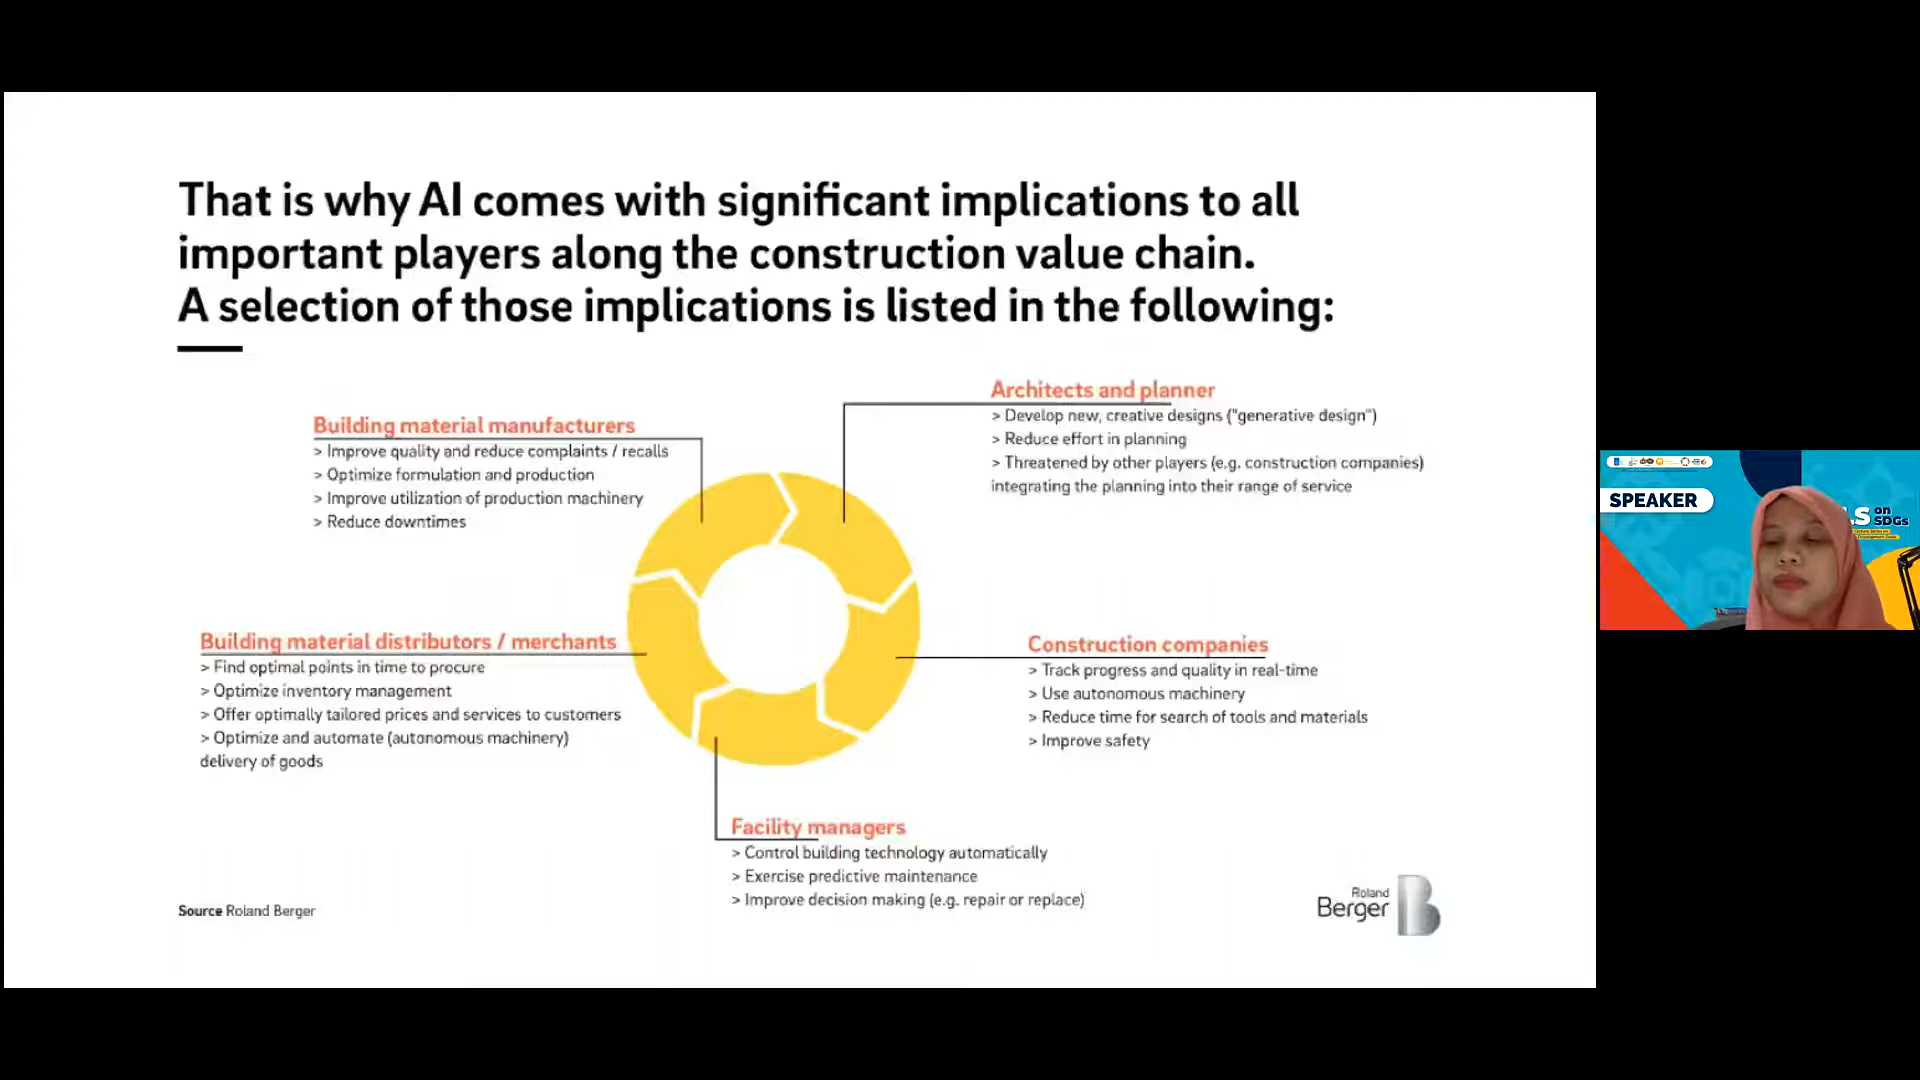 That is why AI comes with significant implications to all
important players along the construction value chain.
A selection of those implications is listed in the following:
Architects and planner
> Develop new, creative designs ("generative design")
> Reduce effort in planning
> Threatened by other players (e.g. construction companies)
integrating the planning into their range of service
Building material manufacturers
> Improve quality and reduce complaints / recalls
> Optimize formulation and production
> Improve utilization of production machinery
> Reduce downtimes
Building material distributors / merchants
> Find optimal points in time to procure
> Optimize inventory management
> Offer optimally tailored prices and services to customers
> Optimize and automate (autonomous machinery)
delivery of goods
Construction companies
> Track progress and quality in real-time
> Use autonomous machinery
> Reduce time for search of tools and materials
> Improve safety
Facility managers
> Control building technology automatically
> Exercise predictive maintenance
> Improve decision making (e.g. repair or replace)
Source Roland Berger
Roland
Berger
B
SPEAKER
LS on
SDGs